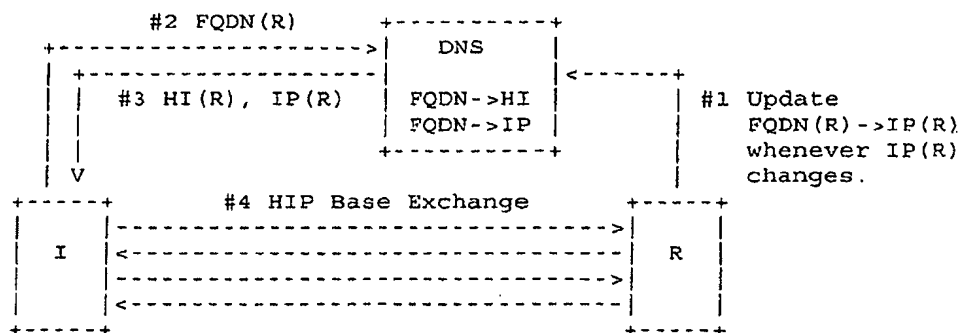 #2 FQDN(R)
DNS
#3 HI(R), IP(R)
FQDN->HI
FQDN->IP
#1 Update
FQDN(R)->IP(R)
whenever IP(R)
changes.
#4 HIP Base Exchange
I
R